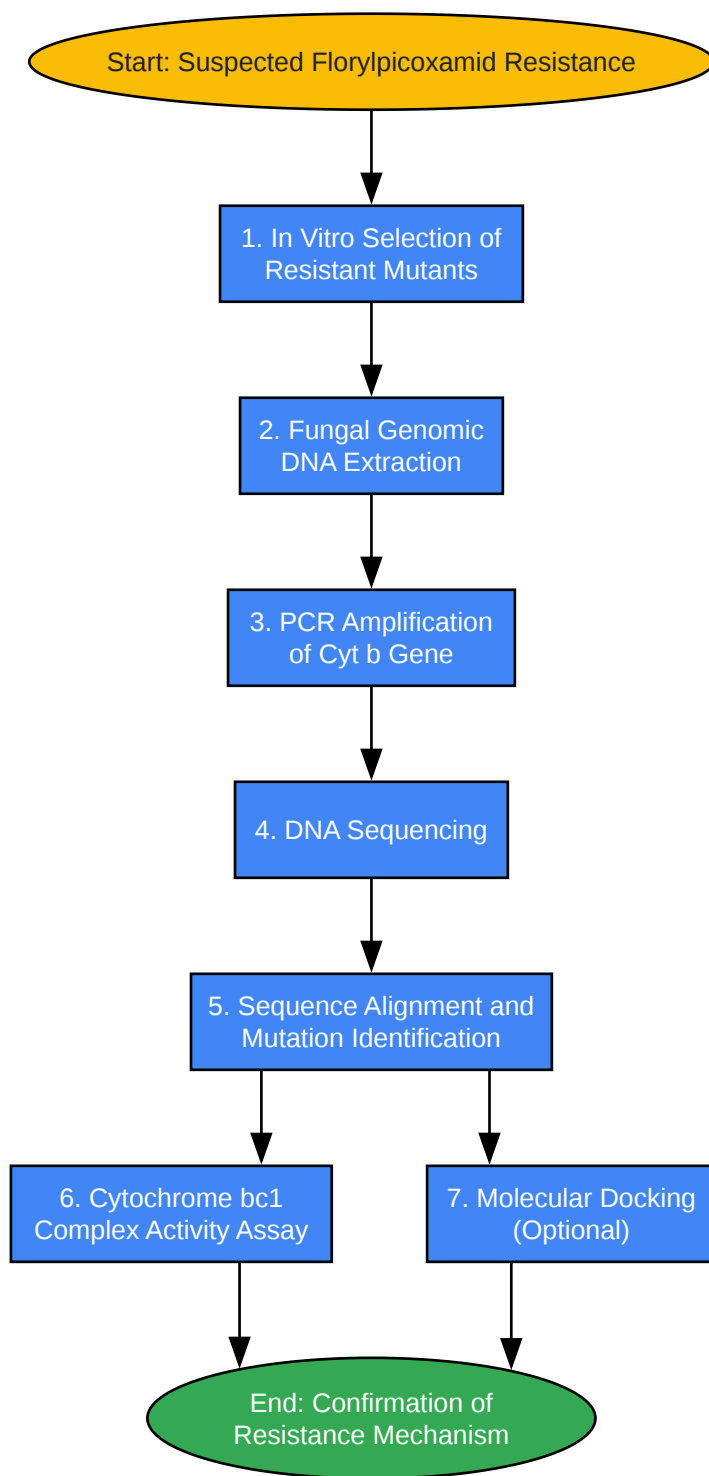 Start: Suspected Florylpicoxamid Resistance
1. In Vitro Selection of
Resistant Mutants
2. Fungal Genomic
DNA Extraction
3. PCR Amplification
of Cyt b Gene
4. DNA Sequencing
5. Sequence Alignment and
Mutation Identification
6. Cytochrome bc1
Complex Activity Assay
7. Molecular Docking
(Optional)
End: Confirmation of
Resistance Mechanism